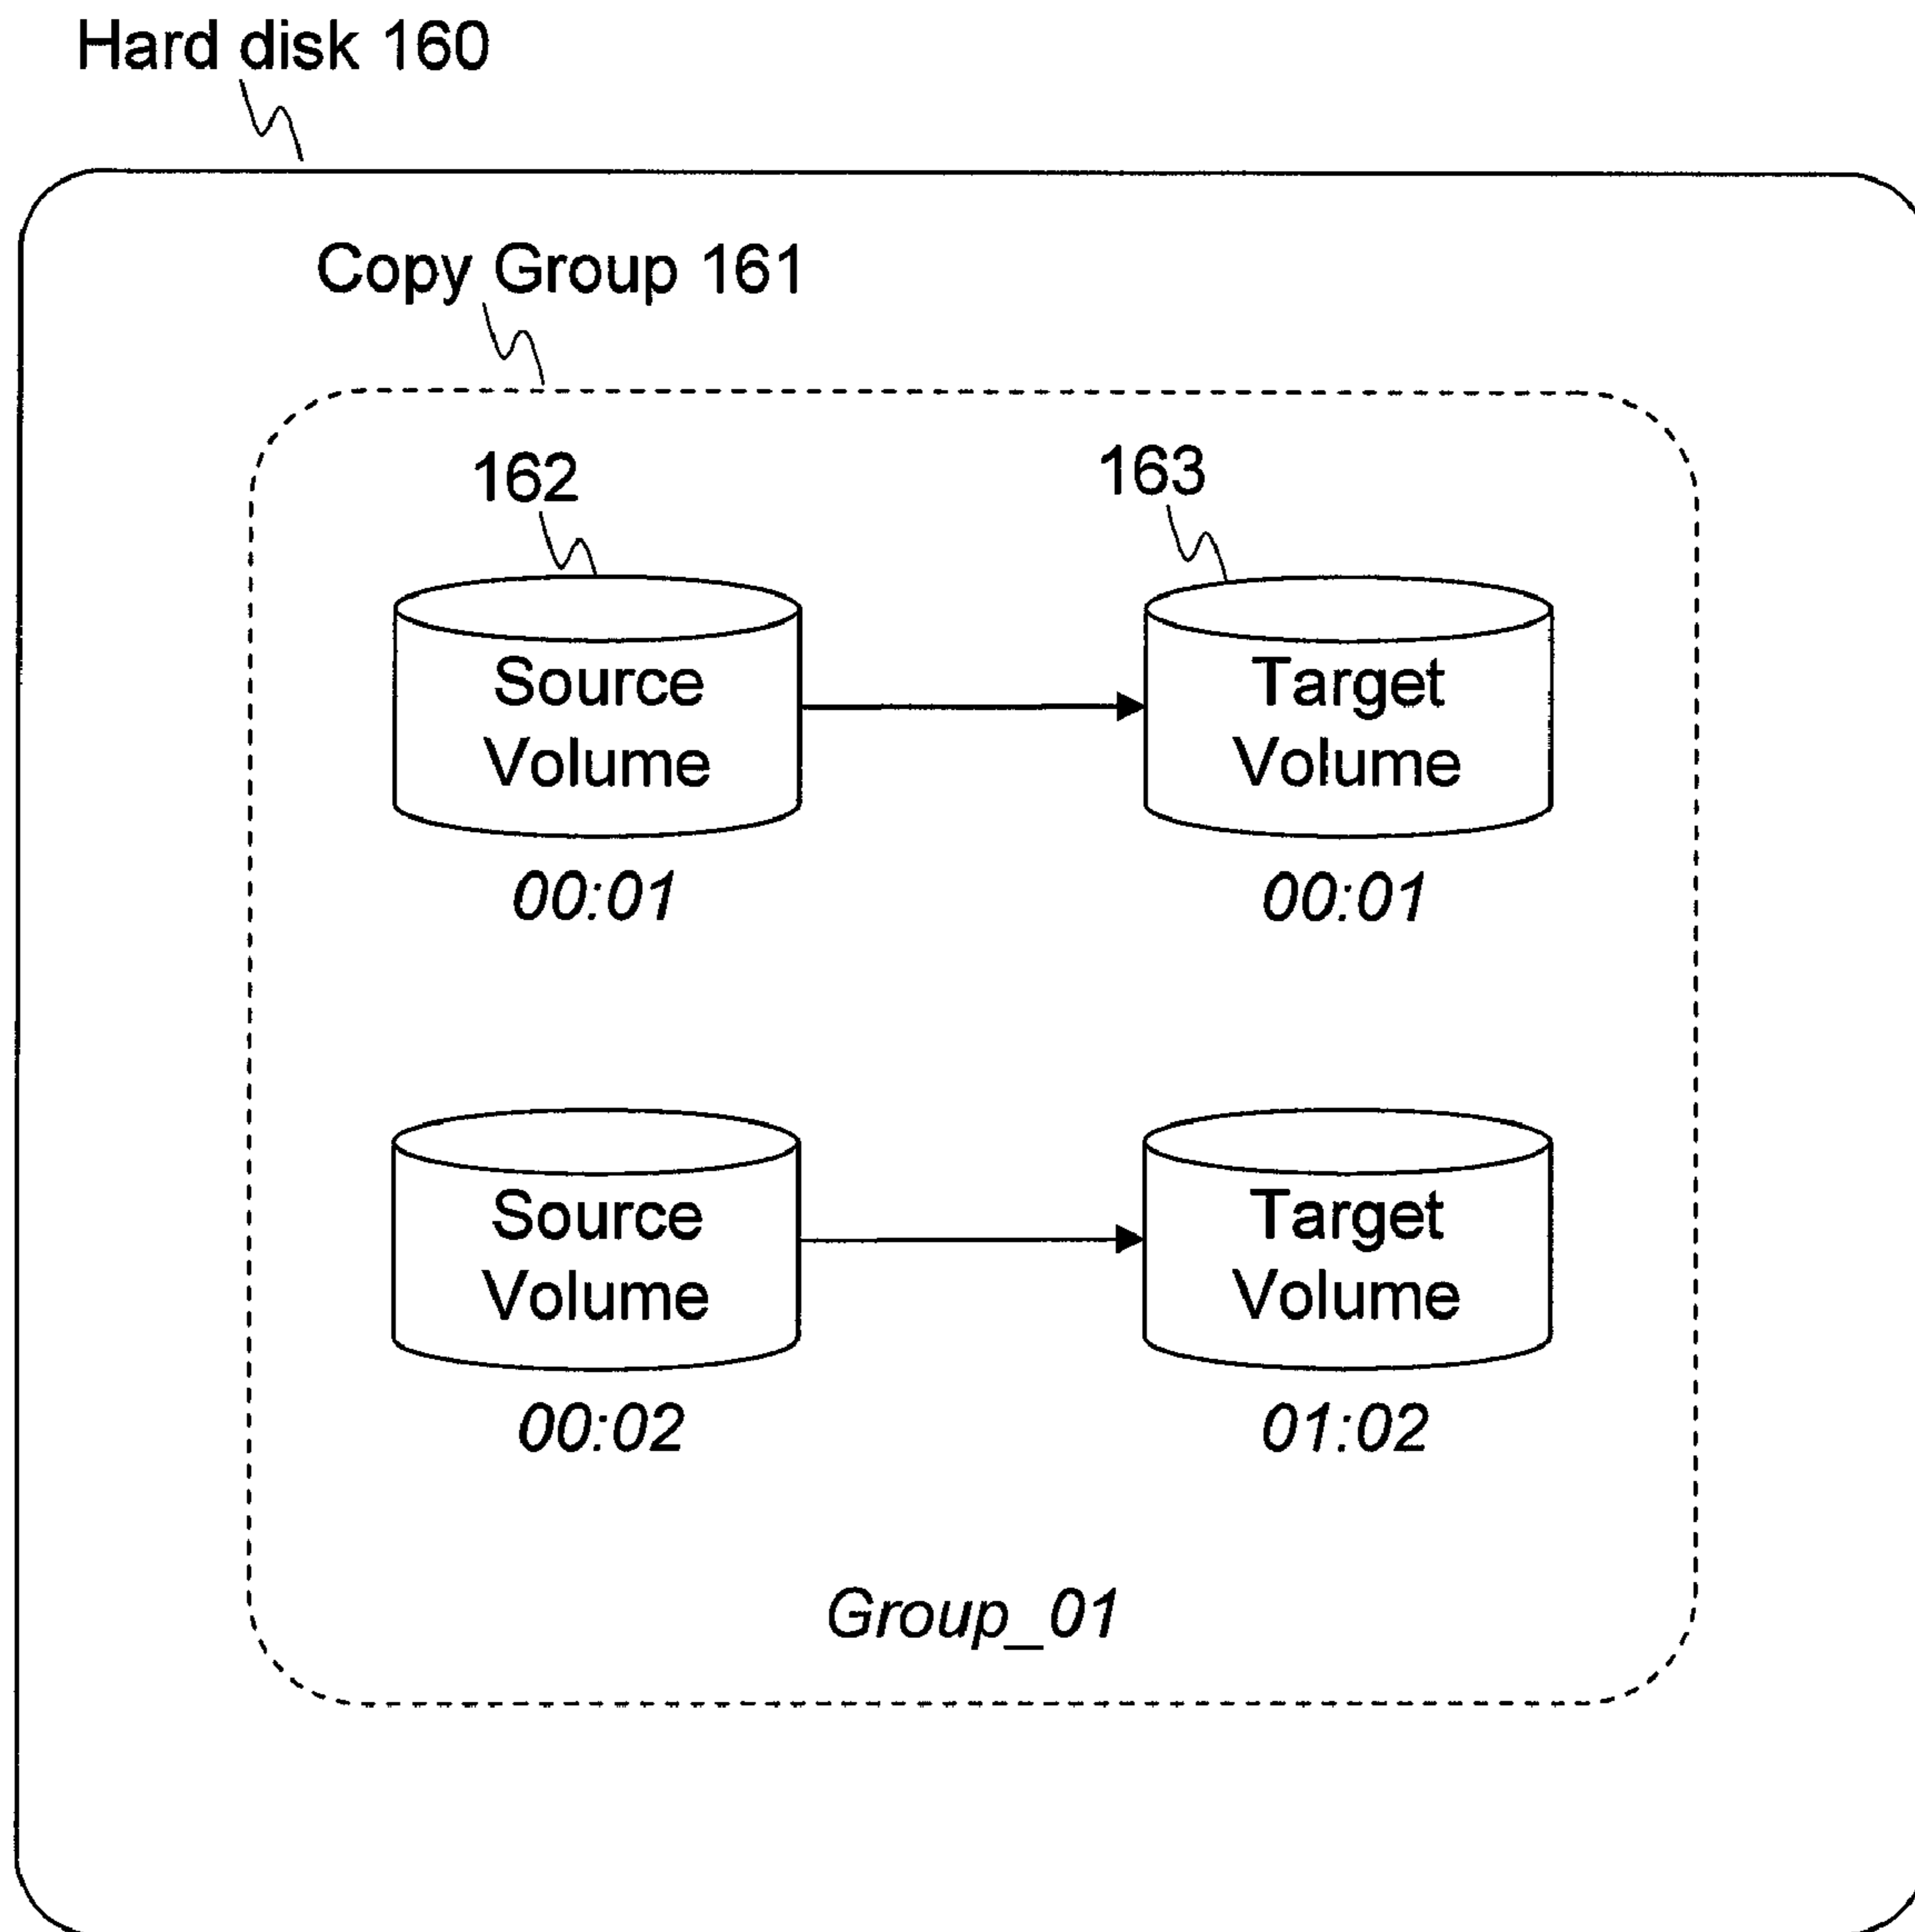 Hard disk 160
Copy Group 161
162
163
Source
Volume
Target
Volume
00:01
00:01
Source
Volume
Target
Volume
00:02
01:02
Group_01